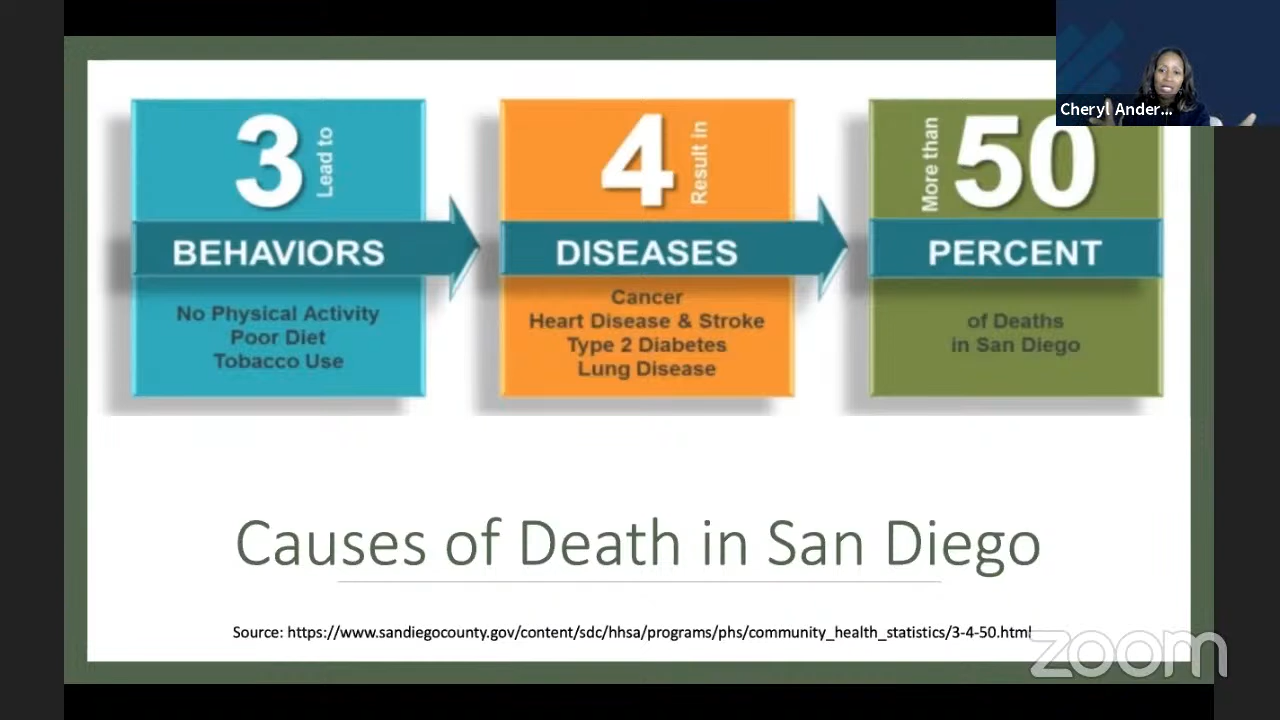 Cheryl Ander...
3
Lead to
BEHAVIORS
No Physical Activity
Poor Diet
Tobacco Use
4
Result in
DISEASES
Cancer
Heart Disease & Stroke
Type 2 Diabetes
Lung Disease
More than
50
PERCENT
of Deaths
in San Diego
Causes of Death in San Diego
Source: https://www.sandiegocounty.gov/content/sdc/hhsa/programs/phs/community_health_statistics/3-4-50.html
zoom